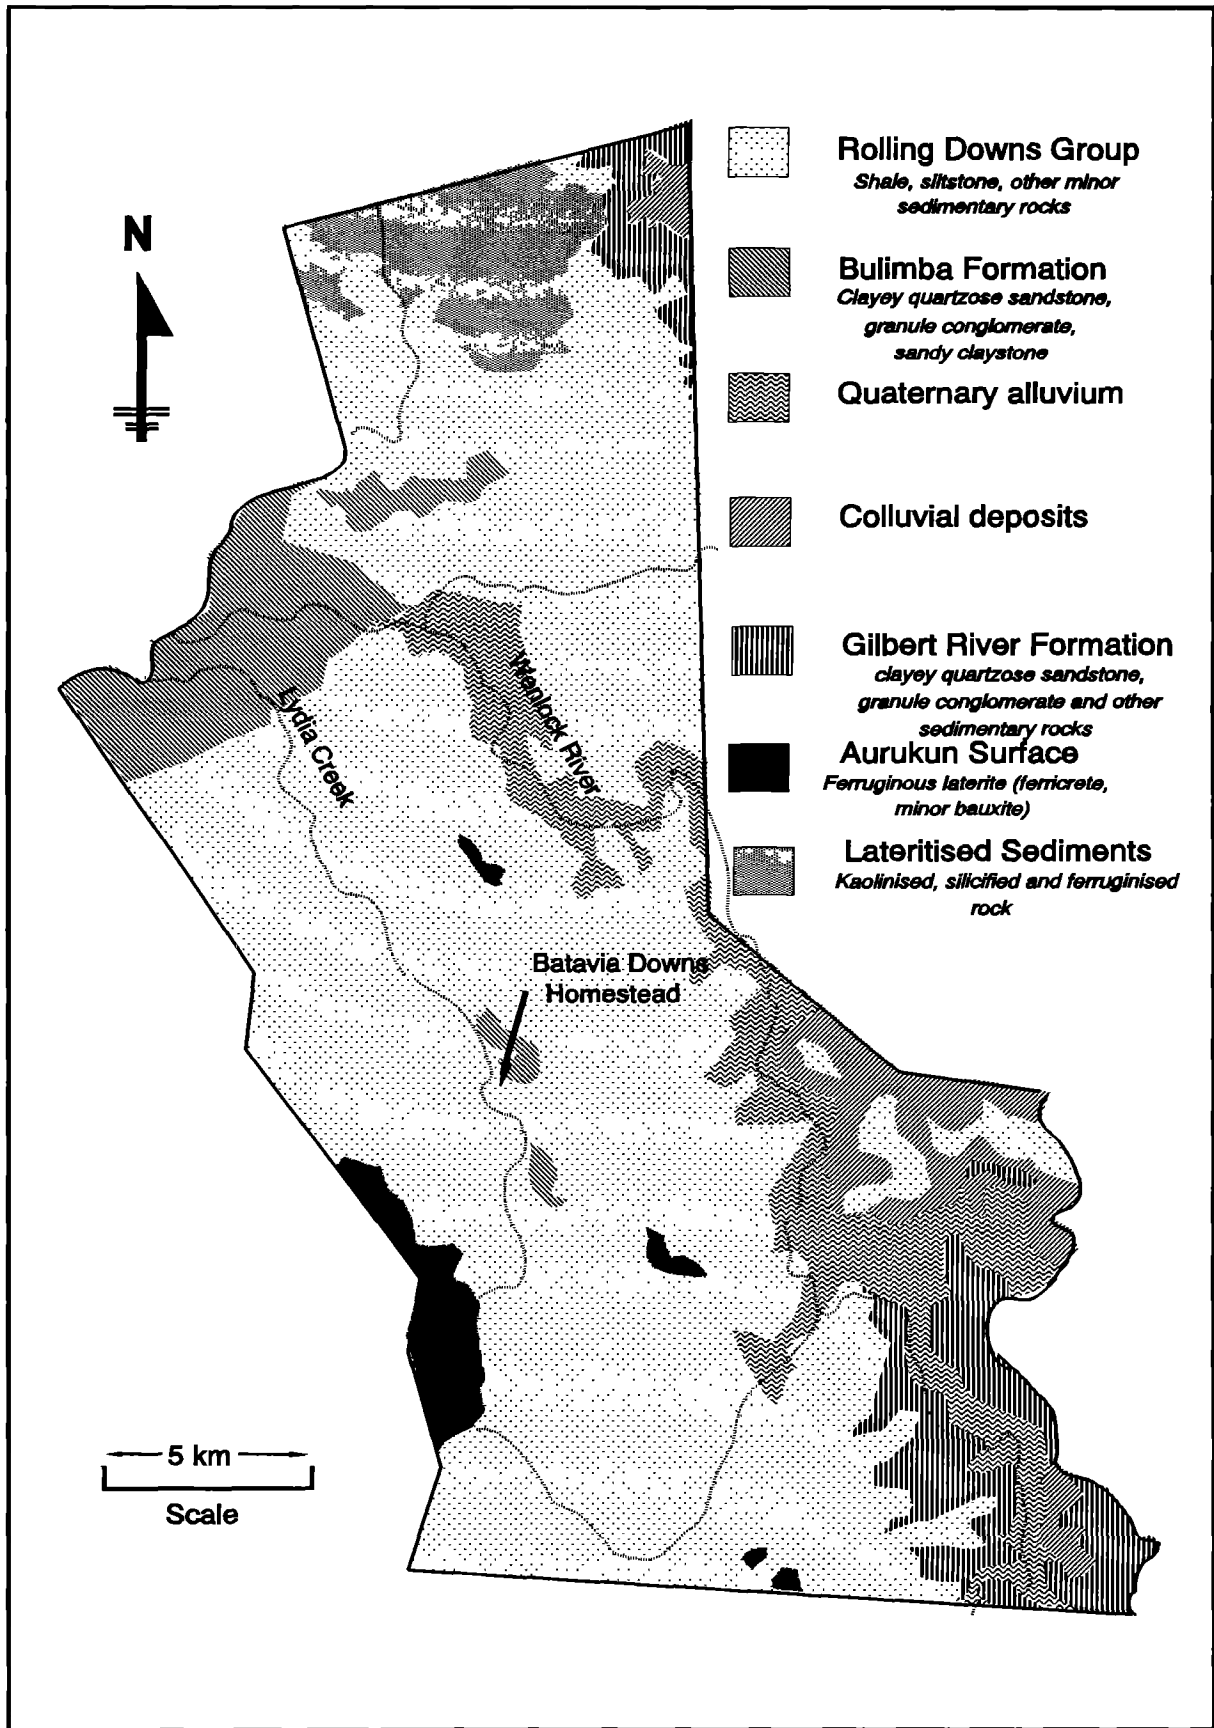 Rolling Downs Group
Shale, siltstone, other minor
sedimentary rocks
N
Bulimba Formation
Clayey quartzose sandstone,
granule conglomerate,
sandy claystone
Quaternary alluvium
Colluvial deposits
Gilbert River Formation
clayey quartzose sandstone,
granule conglomerate and other
sedimentary rocks
Aurukun Surface
Ferruginous laterite (ferricrete,
minor bauxite)
Lateritised Sediments
Kaolinised, silicified and ferruginised
rock
Wenlock River
Lydia Creek
Batavia Downs
Homestead
5 km
Scale